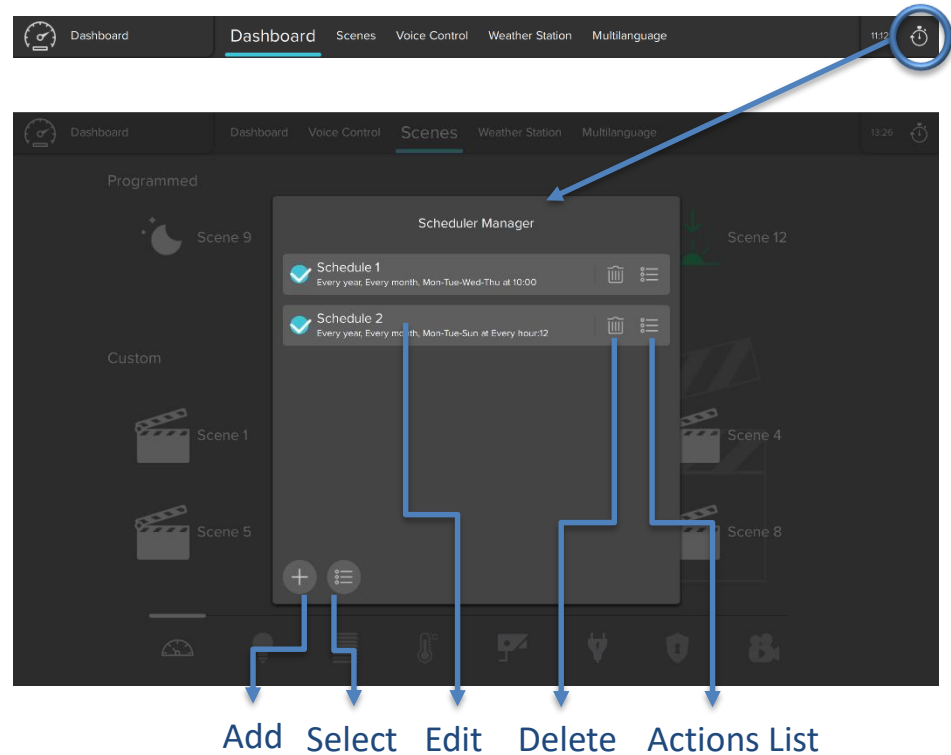 Dashboard Dashboard Scenes Voice Control Weather Station Multilanguage 11:12
Dashboard Dashboard Voice Control Scenes Weather Station Multilanguage 13:26
Programmed
Scheduler Manager
Scene 9 Scene 12
Schedule 1
Every year, Every month, Mon-Tue-Wed-Thu at 10:00
Schedule 2
Every year, Every month, Mon-Tue-Sun at Every hour:12
Custom
Scene 1 Scene 4
Scene 5 Scene 8
Add Select Edit Delete Actions List